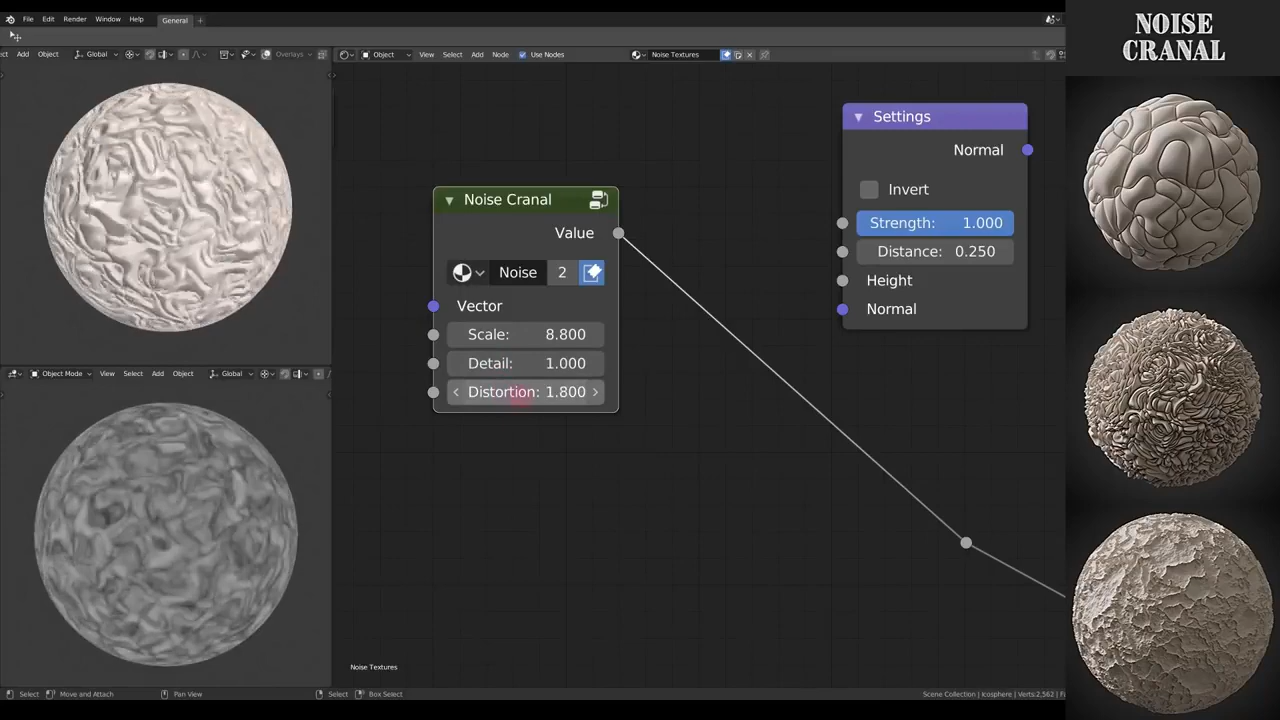 File Edit Render Window Help General +
Add Object Global Overlays
Object View Select Add Node Use Nodes Noise Textures
NOISE
CRANAL
Settings
Normal
Invert
Strength: 1.000
Distance: 0.250
Height
Normal
Noise Cranal
Value
Noise 2
Vector
Scale: 8.800
Detail: 1.000
Distortion: 1.800
Object Mode View Select Add Object Global
Noise Textures
Select Move and Attach Pan View Select Box Select
Scene Collection | Icosphere | Verts:2,562 |